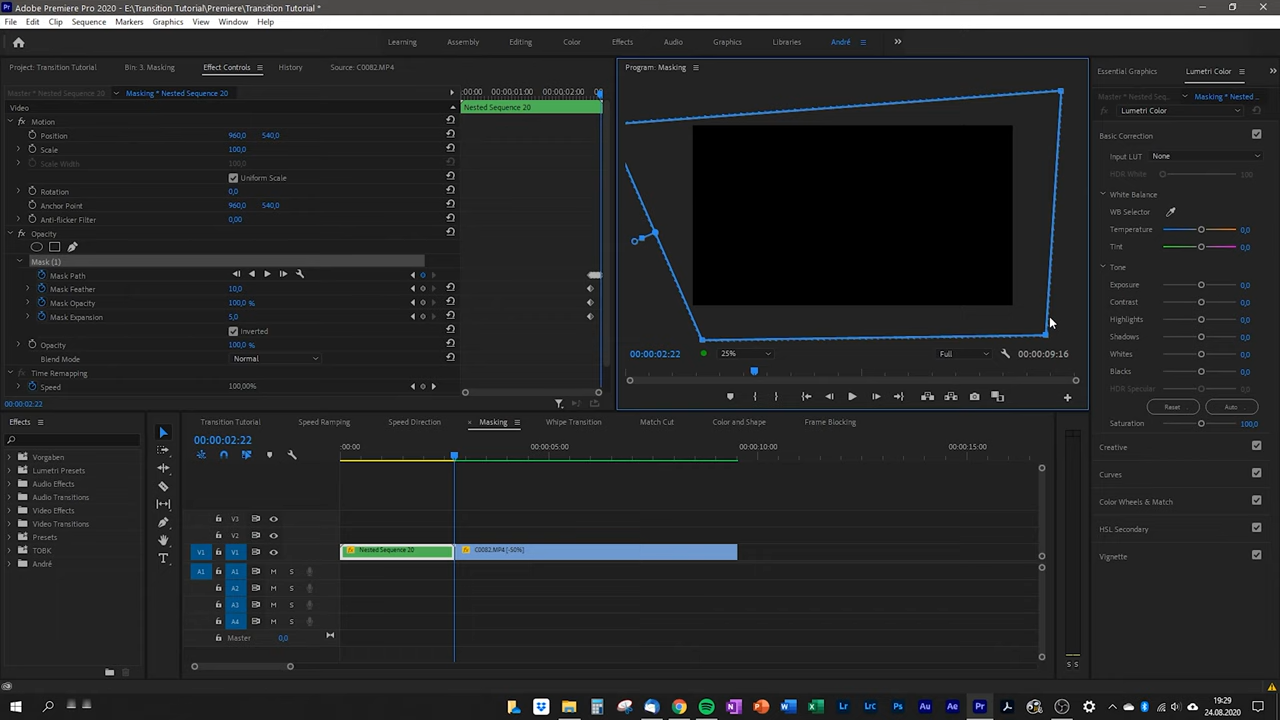 Adobe Premiere Pro 2020 - E:\Transition Tutorial\Premiere\Transition Tutorial *
File Edit Clip Sequence Markers Graphics View Window Help
Learning Assembly Editing Color Effects Audio Graphics Libraries André
Project: Transition Tutorial Bin: 3. Masking Effect Controls History Source: C0082.MP4
Program: Masking
Essential Graphics Lumetri Color
Master * Nested Sequence 20 Masking * Nested Sequence 20
:00:00 00:00:01:00 00:00:02:00
Nested Sequence 20
Master * Nested Seq... Masking * Nested ...
Lumetri Color
Video
Motion
Position 960,0 540,0
Scale 100,0
Scale Width 100,0
Uniform Scale
Rotation 0,0
Anchor Point 960,0 540,0
Anti-flicker Filter 0,00
Opacity
Mask (1)
Mask Path
Mask Feather 10,0
Mask Opacity 100,0 %
Mask Expansion 5,0
Inverted
Opacity 100,0 %
Blend Mode Normal
Time Remapping
Speed 100,00%
00:00:02:22
00:00:02:22 25% Full 00:00:09:16
Basic Correction
Input LUT None
HDR White 100
White Balance
WB Selector
Temperature 0,0
Tint 0,0
Tone
Exposure 0,0
Contrast 0,0
Highlights 0,0
Shadows 0,0
Whites 0,0
Blacks 0,0
HDR Specular
Reset Auto
Saturation 100,0
Creative
Curves
Color Wheels & Match
HSL Secondary
Vignette
Effects
Vorgaben
Lumetri Presets
Audio Effects
Audio Transitions
Video Effects
Video Transitions
Presets
TOBK
André
Transition Tutorial Speed Ramping Speed Direction Masking Whipe Transition Match Cut Color and Shape Frame Blocking
00:00:02:22
:00:00 00:00:05:00 00:00:10:00 00:00:15:00
V3
V2
V1 V1 Nested Sequence 20 C0082.MP4 [-50%]
A1 A1 M S
A2 M S
A3 M S
A4 M S
Master 0,0
S S
19:29
24.08.2020